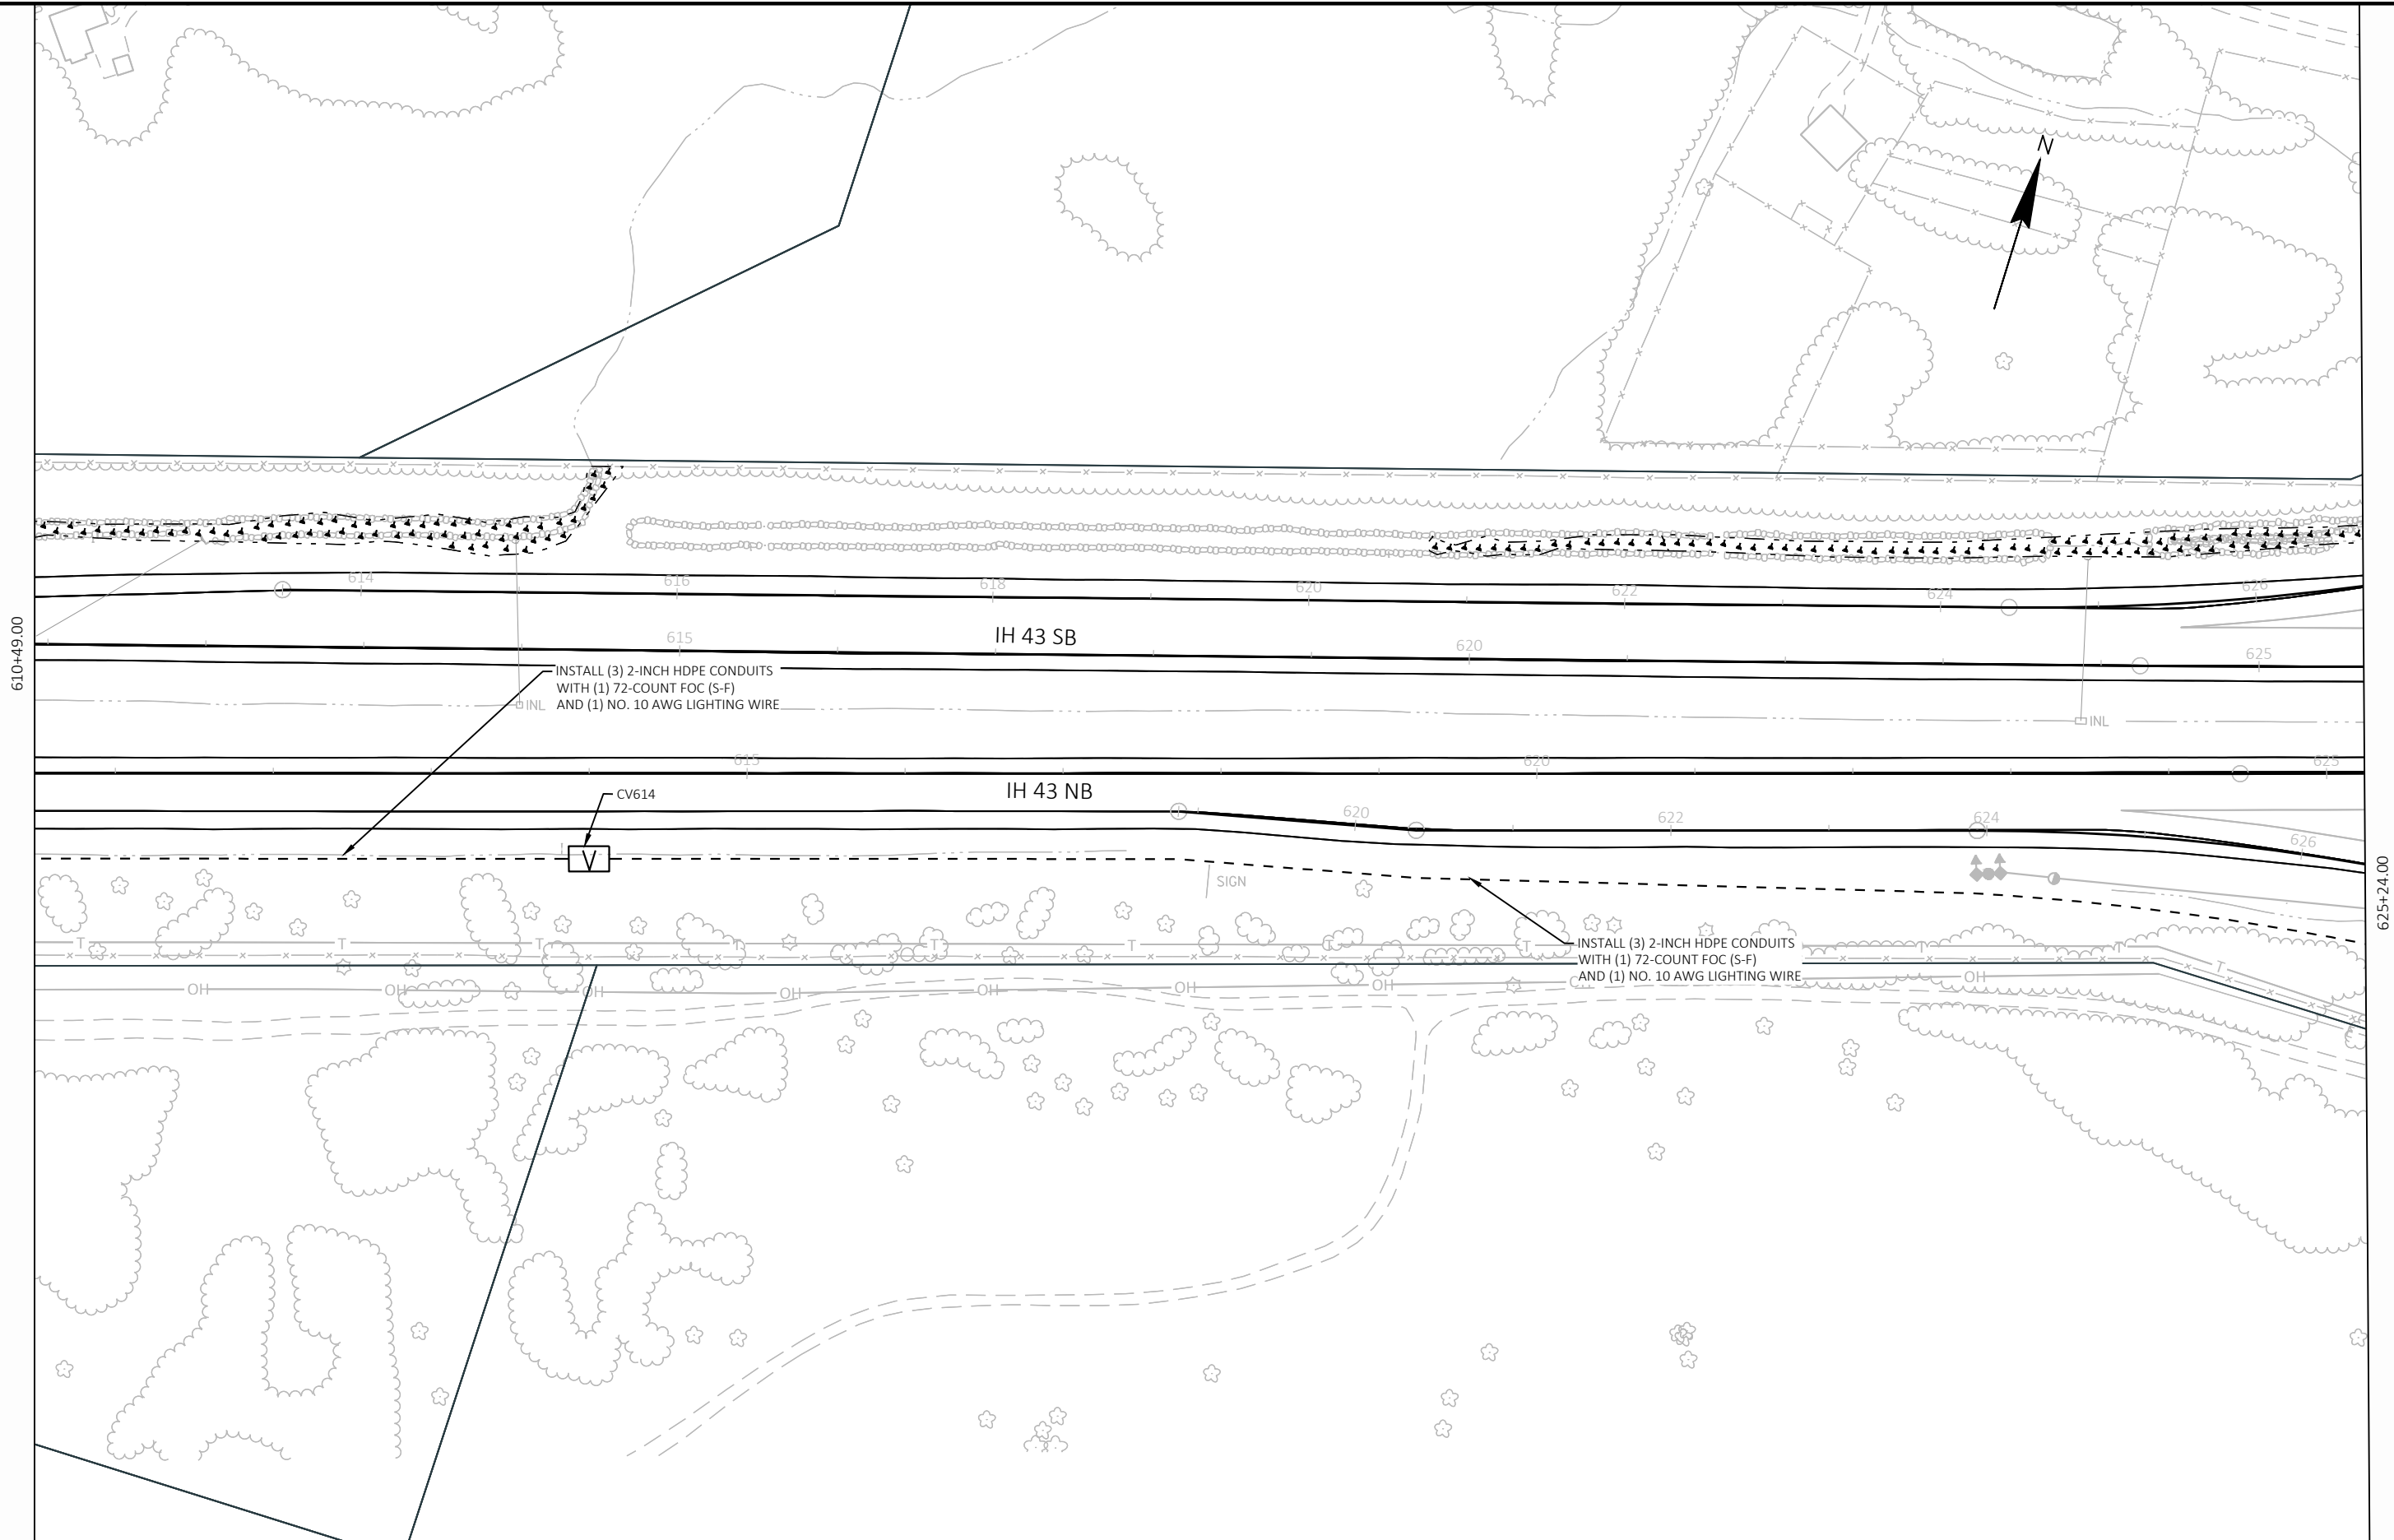 N
614
616
618
620
622
624
626
610+49.00
IH 43 SB
615
620
625
INSTALL (3) 2-INCH HDPE CONDUITS
WITH (1) 72-COUNT FOC (S-F)
AND (1) NO. 10 AWG LIGHTING WIRE
INL
INL
615
620
625
IH 43 NB
CV614
620
622
624
626
V
625+24.00
SIGN
INSTALL (3) 2-INCH HDPE CONDUITS
WITH (1) 72-COUNT FOC (S-F)
AND (1) NO. 10 AWG LIGHTING WIRE
T T T T T T T T T T T
OH OH OH OH OH OH OH OH